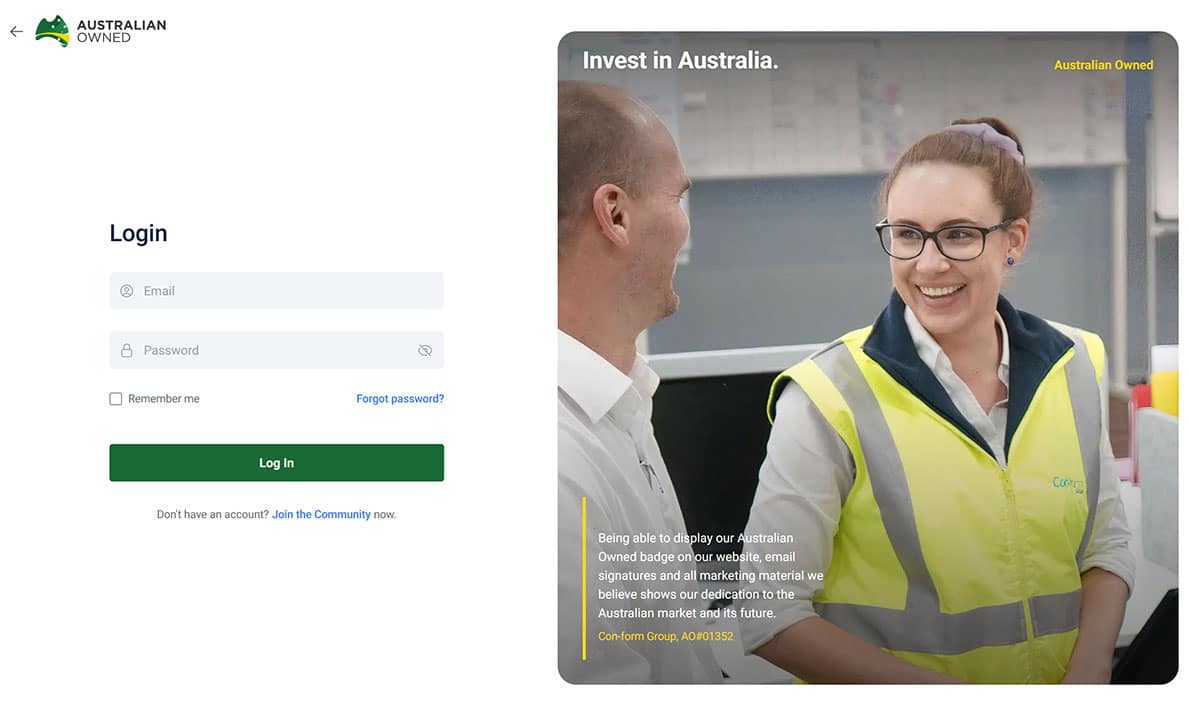 AUSTRALIAN
OWNED
Login
Email
Password
Remember me
Forgot password?
Log In
Don't have an account? Join the Community now.
Invest in Australia.
Australian Owned
Being able to display our Australian
Owned badge on our website, email
signatures and all marketing material we
believe shows our dedication to the
Australian market and its future.
Con-form Group, AO#01352